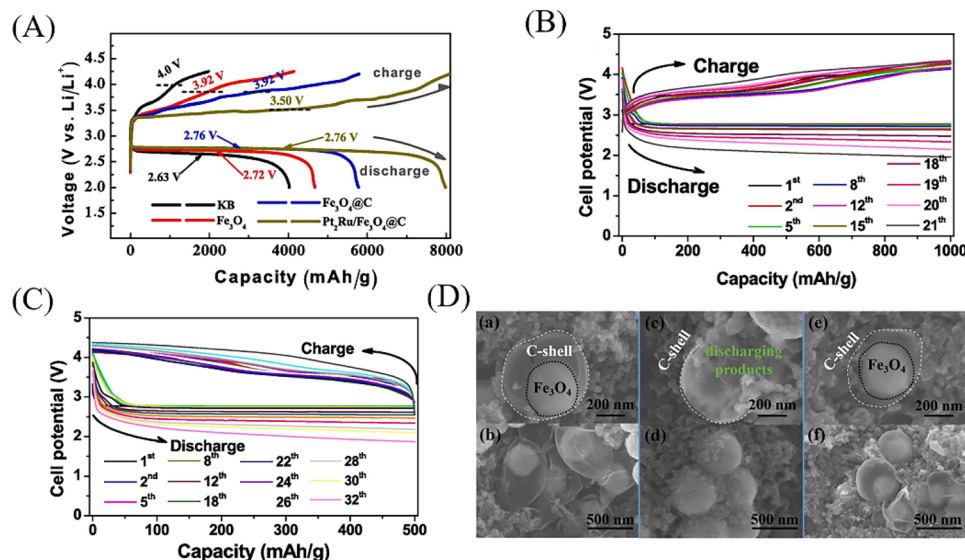 (A)
Voltage (V vs. Li/Li⁺)
4.5
4.0
3.5
3.0
2.5
2.0
1.5
4.0 V
3.92 V
3.92 V
charge
3.50 V
2.76 V
2.76 V
2.63 V
2.72 V
discharge
KB
Fe₃O₄@C
Fe₃O₄
Pt₂Ru/Fe₃O₄@C
0
2000
4000
6000
8000
Capacity (mAh/g)
(B)
Cell potential (V)
5
4
3
2
1
0
Charge
Discharge
18th
1st
8th
19th
2nd
12th
20th
5th
15th
21th
0
200
400
600
800
1000
Capacity (mAh/g)
(C)
Cell potential (V)
5
4
3
2
1
0
Charge
Discharge
1st
8th
22th
28th
2nd
12th
24th
30th
5th
18th
26th
32th
0
100
200
300
400
500
Capacity (mAh/g)
(D)
(a)
C-shell
Fe₃O₄
200 nm
(c)
C-shell
discharging
products
200 nm
(e)
C-shell
Fe₃O₄
200 nm
(b)
500 nm
(d)
500 nm
(f)
500 nm